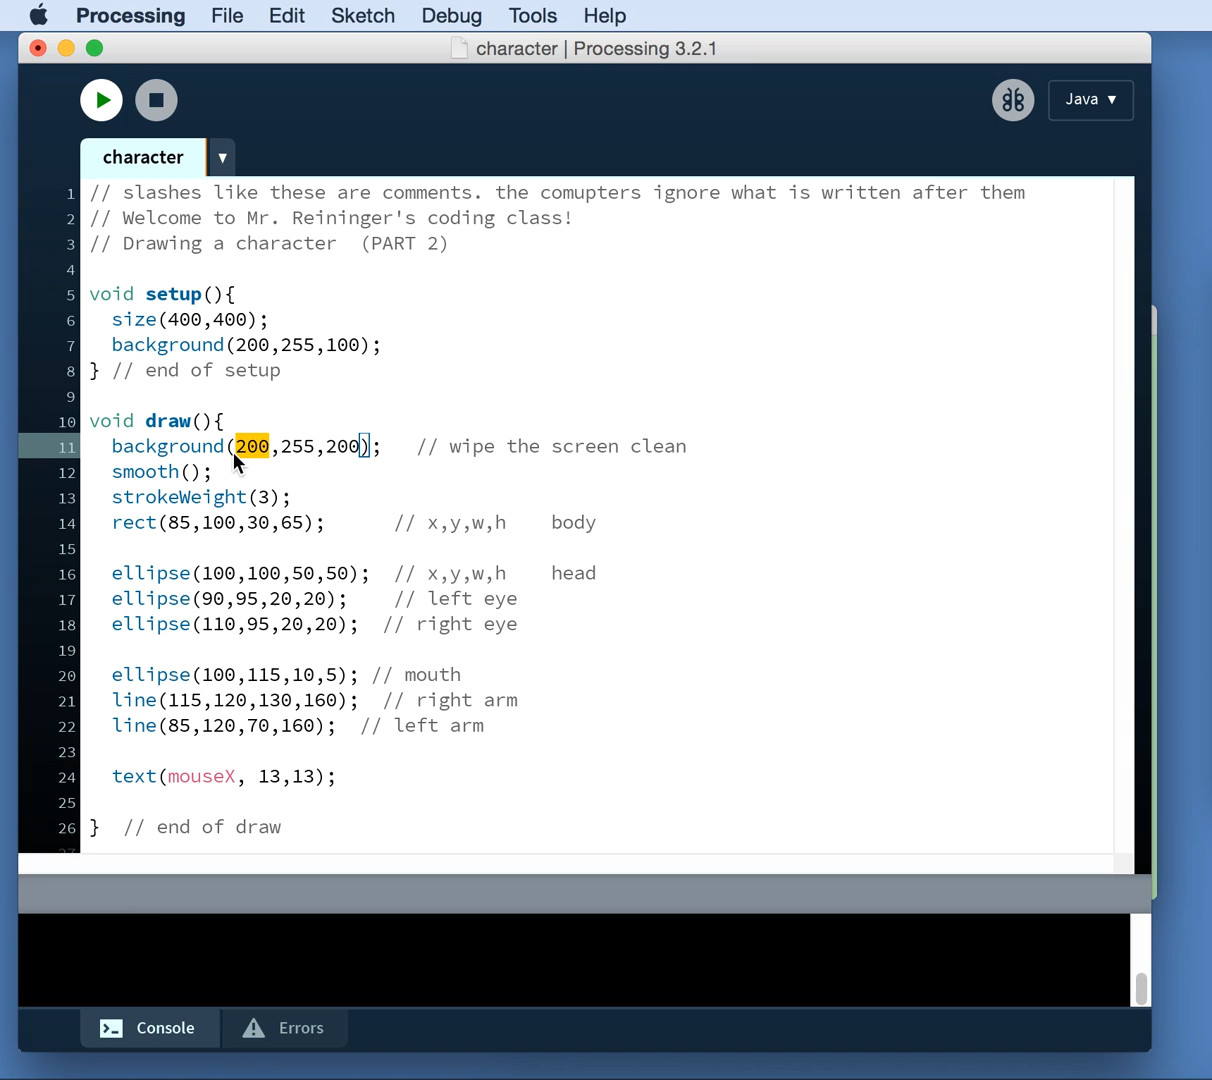 Processing File Edit Sketch Debug Tools Help
character | Processing 3.2.1
Java ▾
character ▾
1 // slashes like these are comments. the comupters ignore what is written after them
2 // Welcome to Mr. Reininger's coding class!
3 // Drawing a character  (PART 2)
4
5 void setup(){
6   size(400,400);
7   background(200,255,100);
8 } // end of setup
9
10 void draw(){
11   background(200,255,200);   // wipe the screen clean
12   smooth();
13   strokeWeight(3);
14   rect(85,100,30,65);      // x,y,w,h    body
15
16   ellipse(100,100,50,50);  // x,y,w,h    head
17   ellipse(90,95,20,20);    // left eye
18   ellipse(110,95,20,20);  // right eye
19
20   ellipse(100,115,10,5); // mouth
21   line(115,120,130,160);  // right arm
22   line(85,120,70,160);  // left arm
23
24   text(mouseX, 13,13);
25
26 }  // end of draw
27
Console Errors